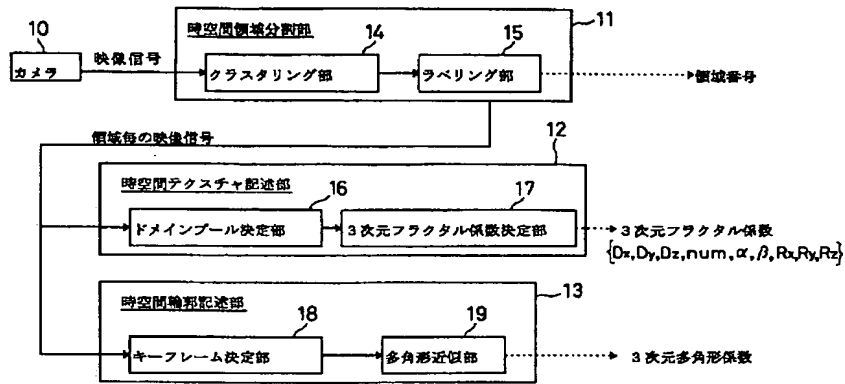 10
カメラ
映像信号
時空間領域分割部
11
14
クラスタリング部
15
ラベリング部
領域番号
領域毎の映像信号
12
時空間テクスチャ記述部
16
ドメインプール決定部
17
3次元フラクタル係数決定部
3次元フラクタル係数
{Dx,Dy,Dz,num,α,β,Rx,Ry,Rz}
13
時空間輪郭記述部
18
キーフレーム決定部
19
多角形近似部
3次元多角形係数